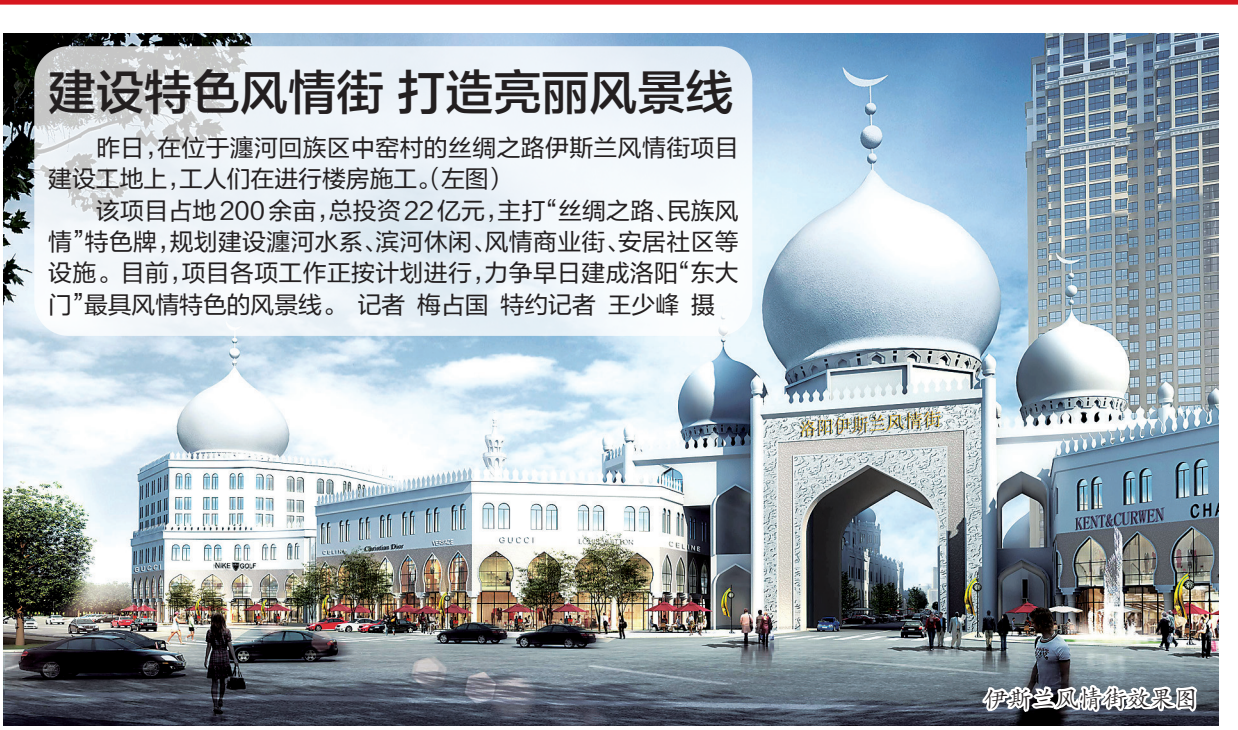 建设特色风情街 打造亮丽风景线
昨日,在位于瀍河回族区中窑村的丝绸之路伊斯兰风情街项目
建设工地上,工人们在进行楼房施工。(左图)
该项目占地200余亩,总投资22亿元,主打“丝绸之路、民族风
情”特色牌,规划建设瀍河水系、滨河休闲、风情商业街、安居社区等
设施。目前,项目各项工作正按计划进行,力争早日建成洛阳“东大
门”最具风情特色的风景线。 记者 梅占国 特约记者 王少峰 摄
洛阳伊斯兰风情街
KENT&CURWEN CHA
GUCCI
NIKE GOLF
CELINE
Christian Dior
VERSACE
GUCCI
LOUIS VUITTON
CELINE
伊斯兰风情街效果图